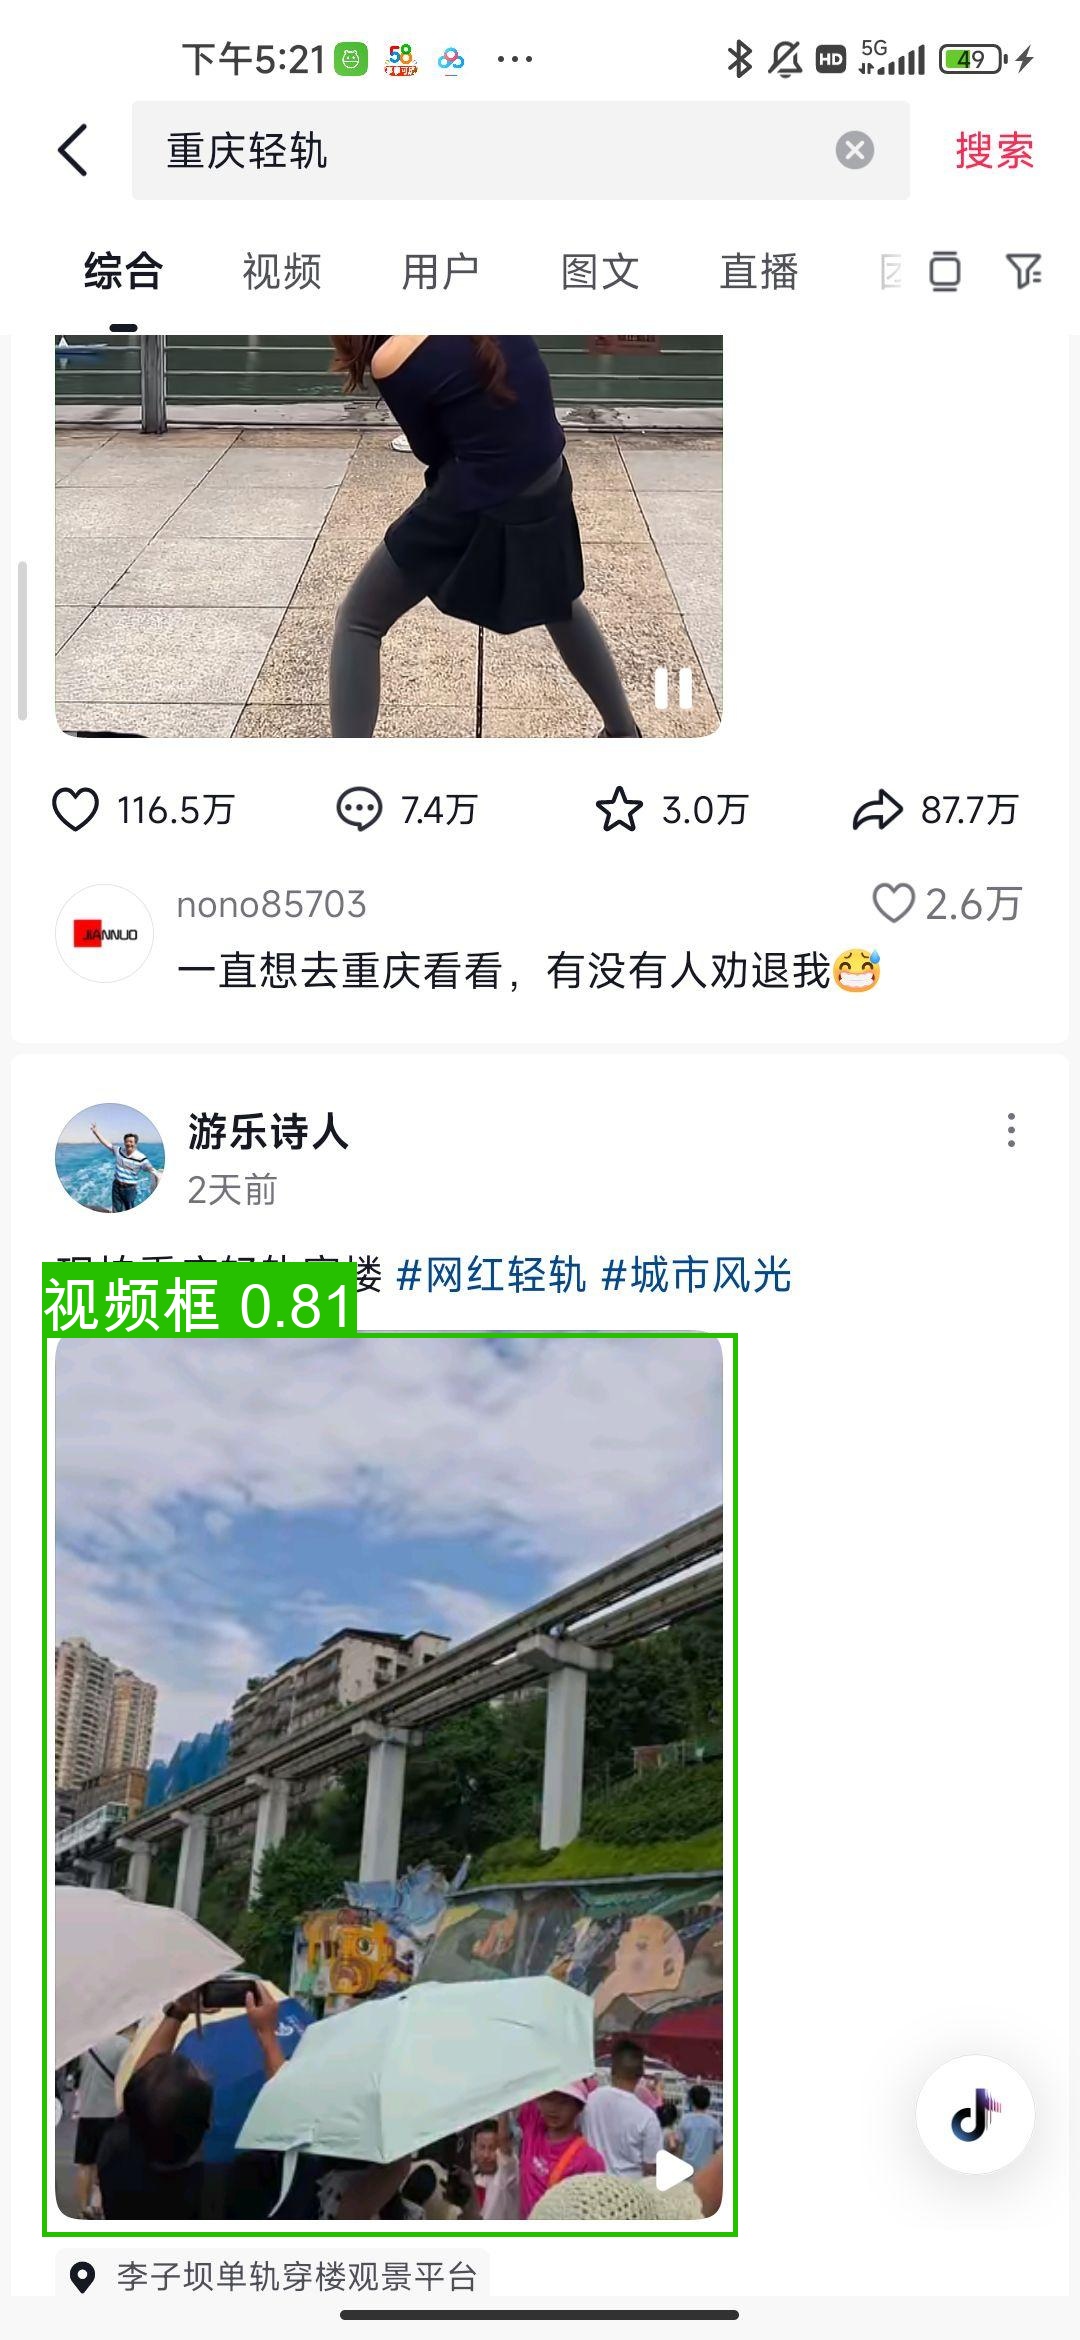 下午5:21
HD 5G 49
重庆轻轨
搜索
综合 视频 用户 图文 直播
116.5万 7.4万 3.0万 87.7万
JIANNUO
nono85703
2.6万
一直想去重庆看看，有没有人劝退我😅
游乐诗人
2天前
楼 #网红轻轨 #城市风光
视频框 0.81
李子坝单轨穿楼观景平台